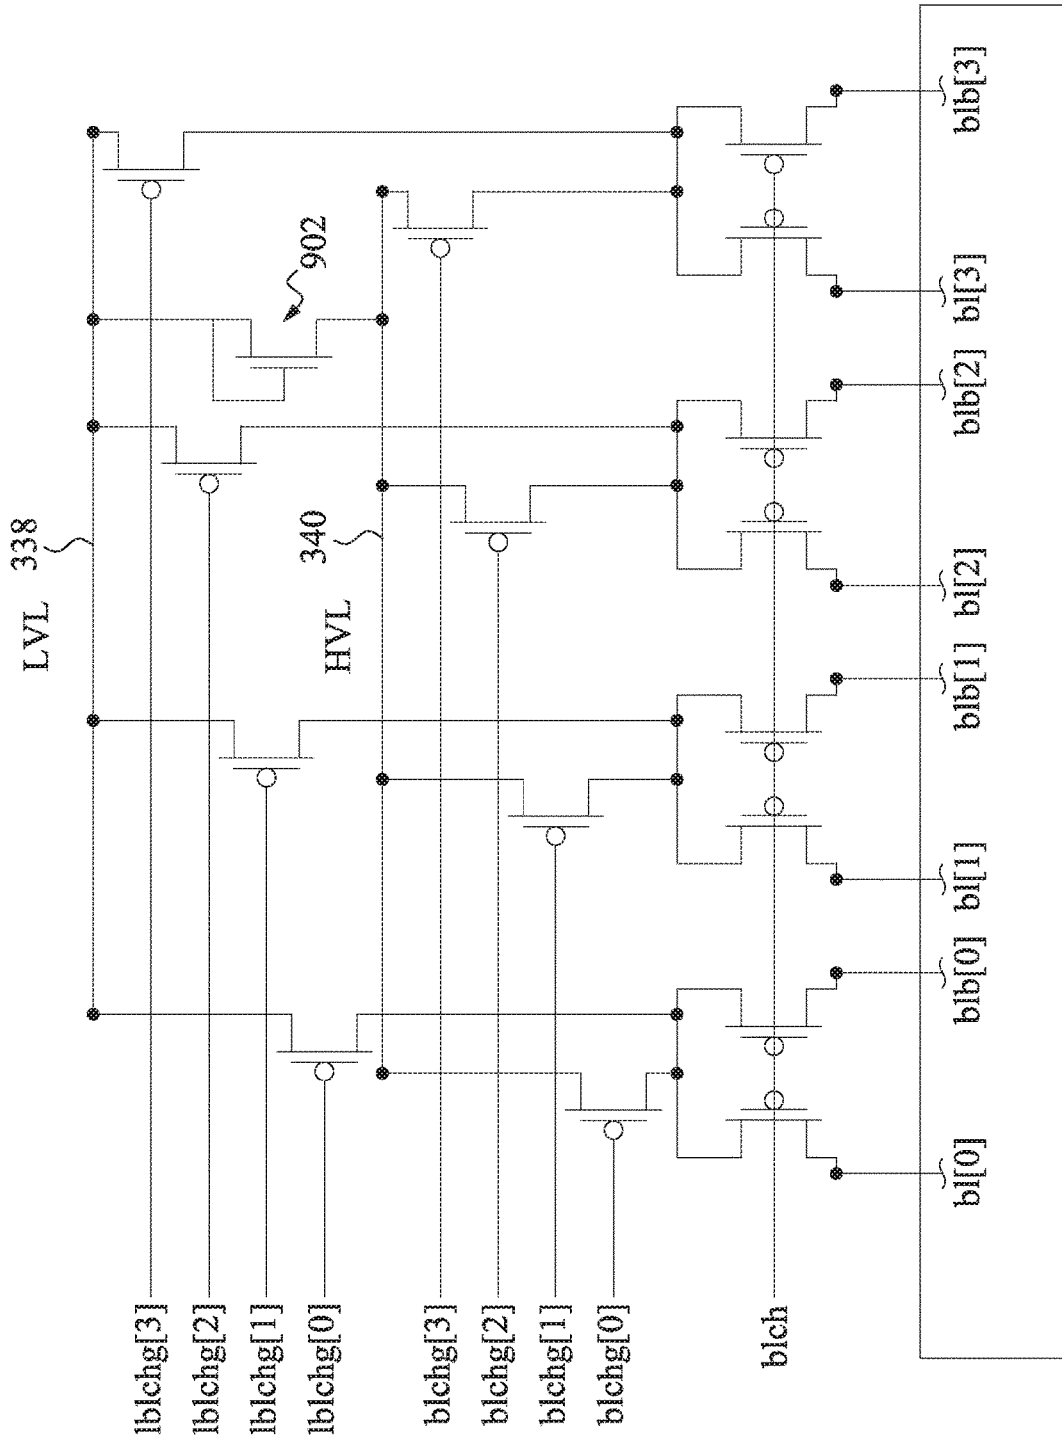 LVL 338
902
HVL 340
lblchg[3]
lblchg[2]
lblchg[1]
lblchg[0]
blchg[3]
blchg[2]
blchg[1]
blchg[0]
blch
bl[0] blb[0] bl[1] blb[1] bl[2] blb[2] bl[3] blb[3]